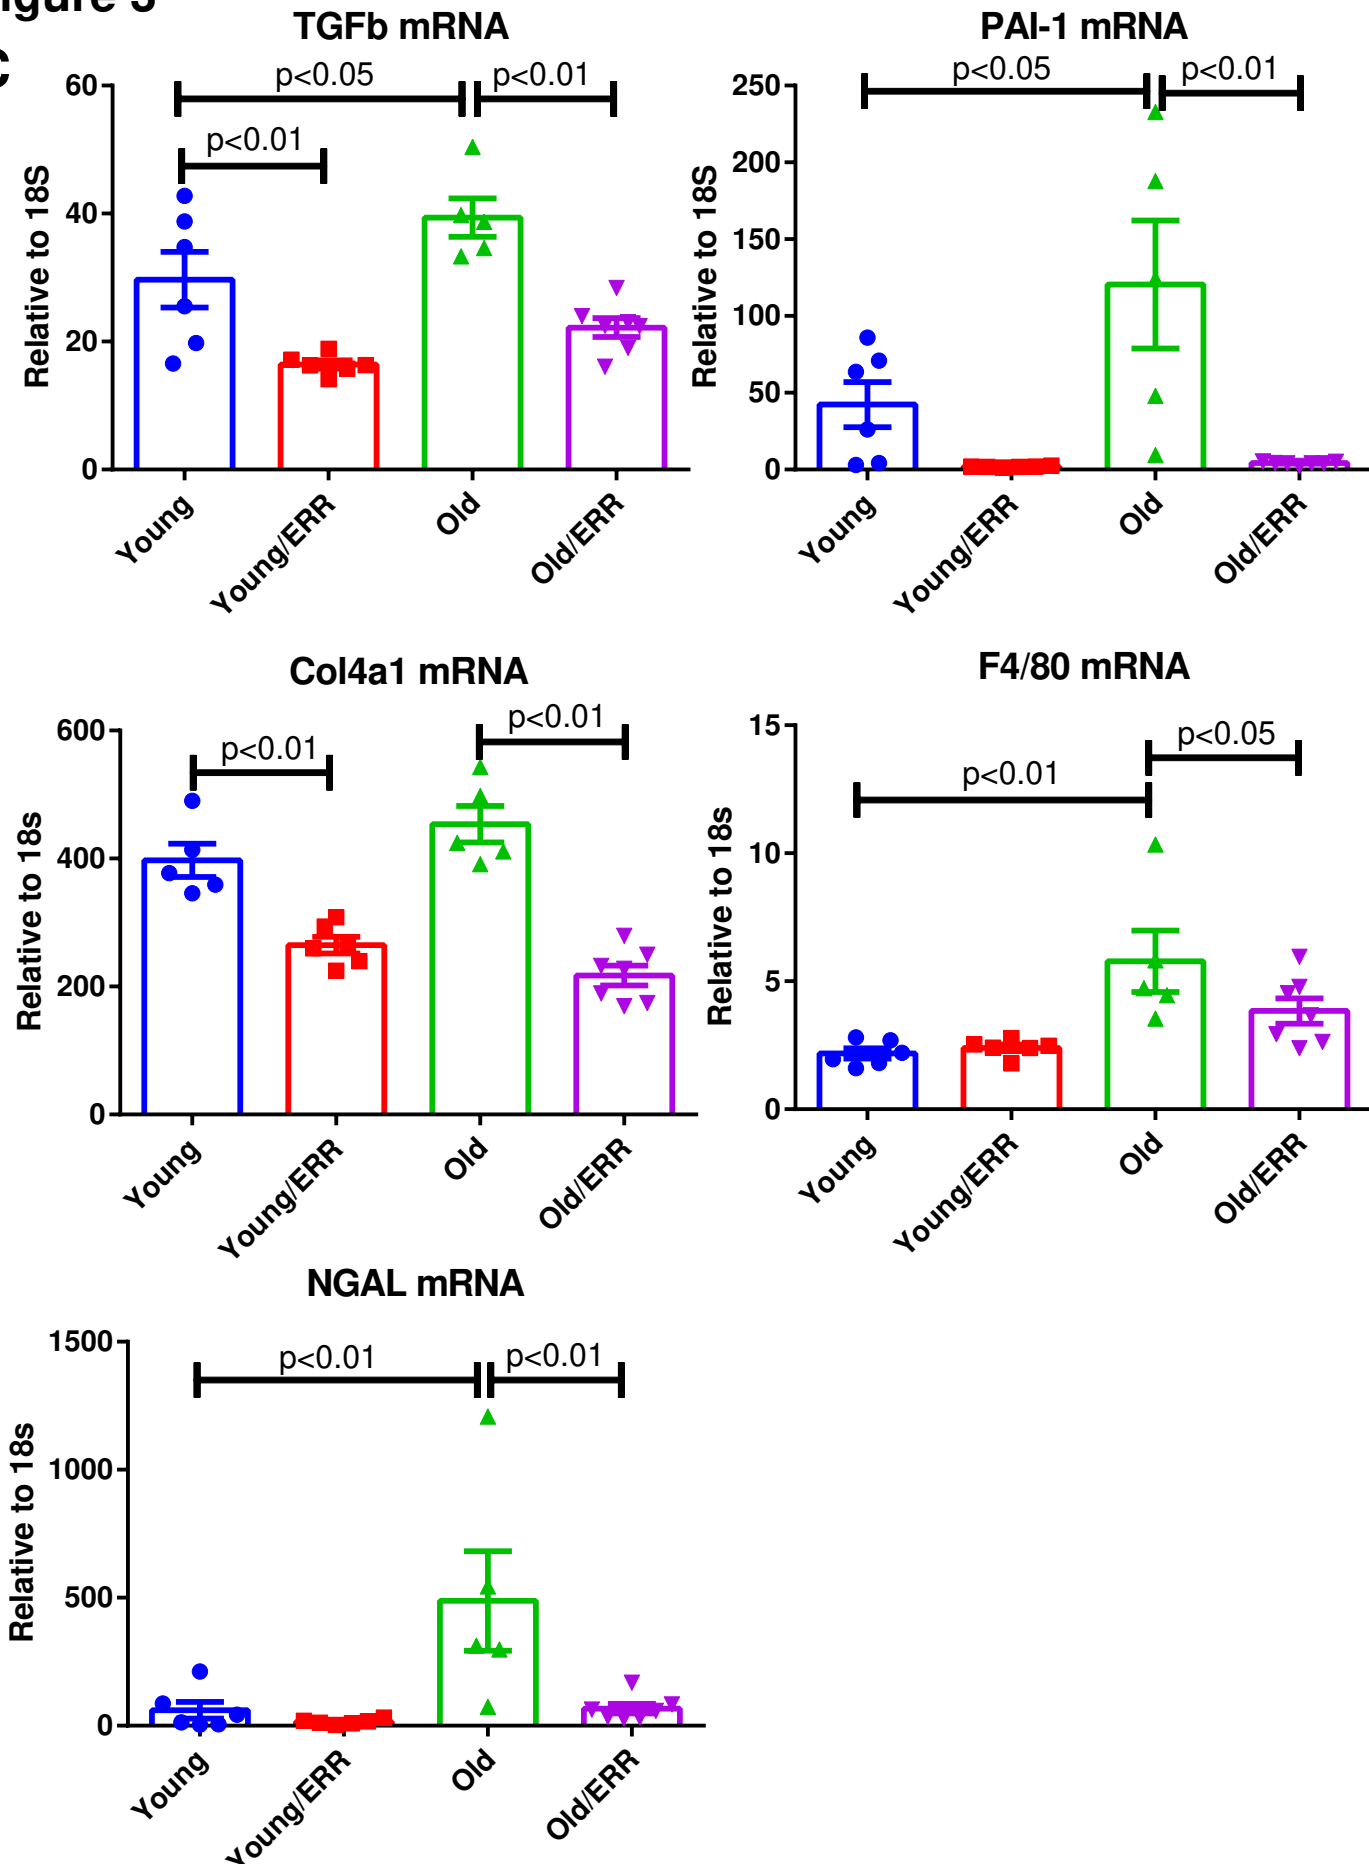 igure 3
C
TGFb mRNA
Relative to 18S
60
40
20
0
p<0.05
p<0.01
p<0.01
Young
Young/ERR
Old
Old/ERR
PAI-1 mRNA
Relative to 18S
250
200
150
100
50
0
p<0.05
p<0.01
Young
Young/ERR
Old
Old/ERR
Col4a1 mRNA
Relative to 18s
600
400
200
0
p<0.01
p<0.01
Young
Young/ERR
Old
Old/ERR
F4/80 mRNA
Relative to 18s
15
10
5
0
p<0.01
p<0.05
Young
Young/ERR
Old
Old/ERR
NGAL mRNA
Relative to 18s
1500
1000
500
0
p<0.01
p<0.01
Young
Young/ERR
Old
Old/ERR